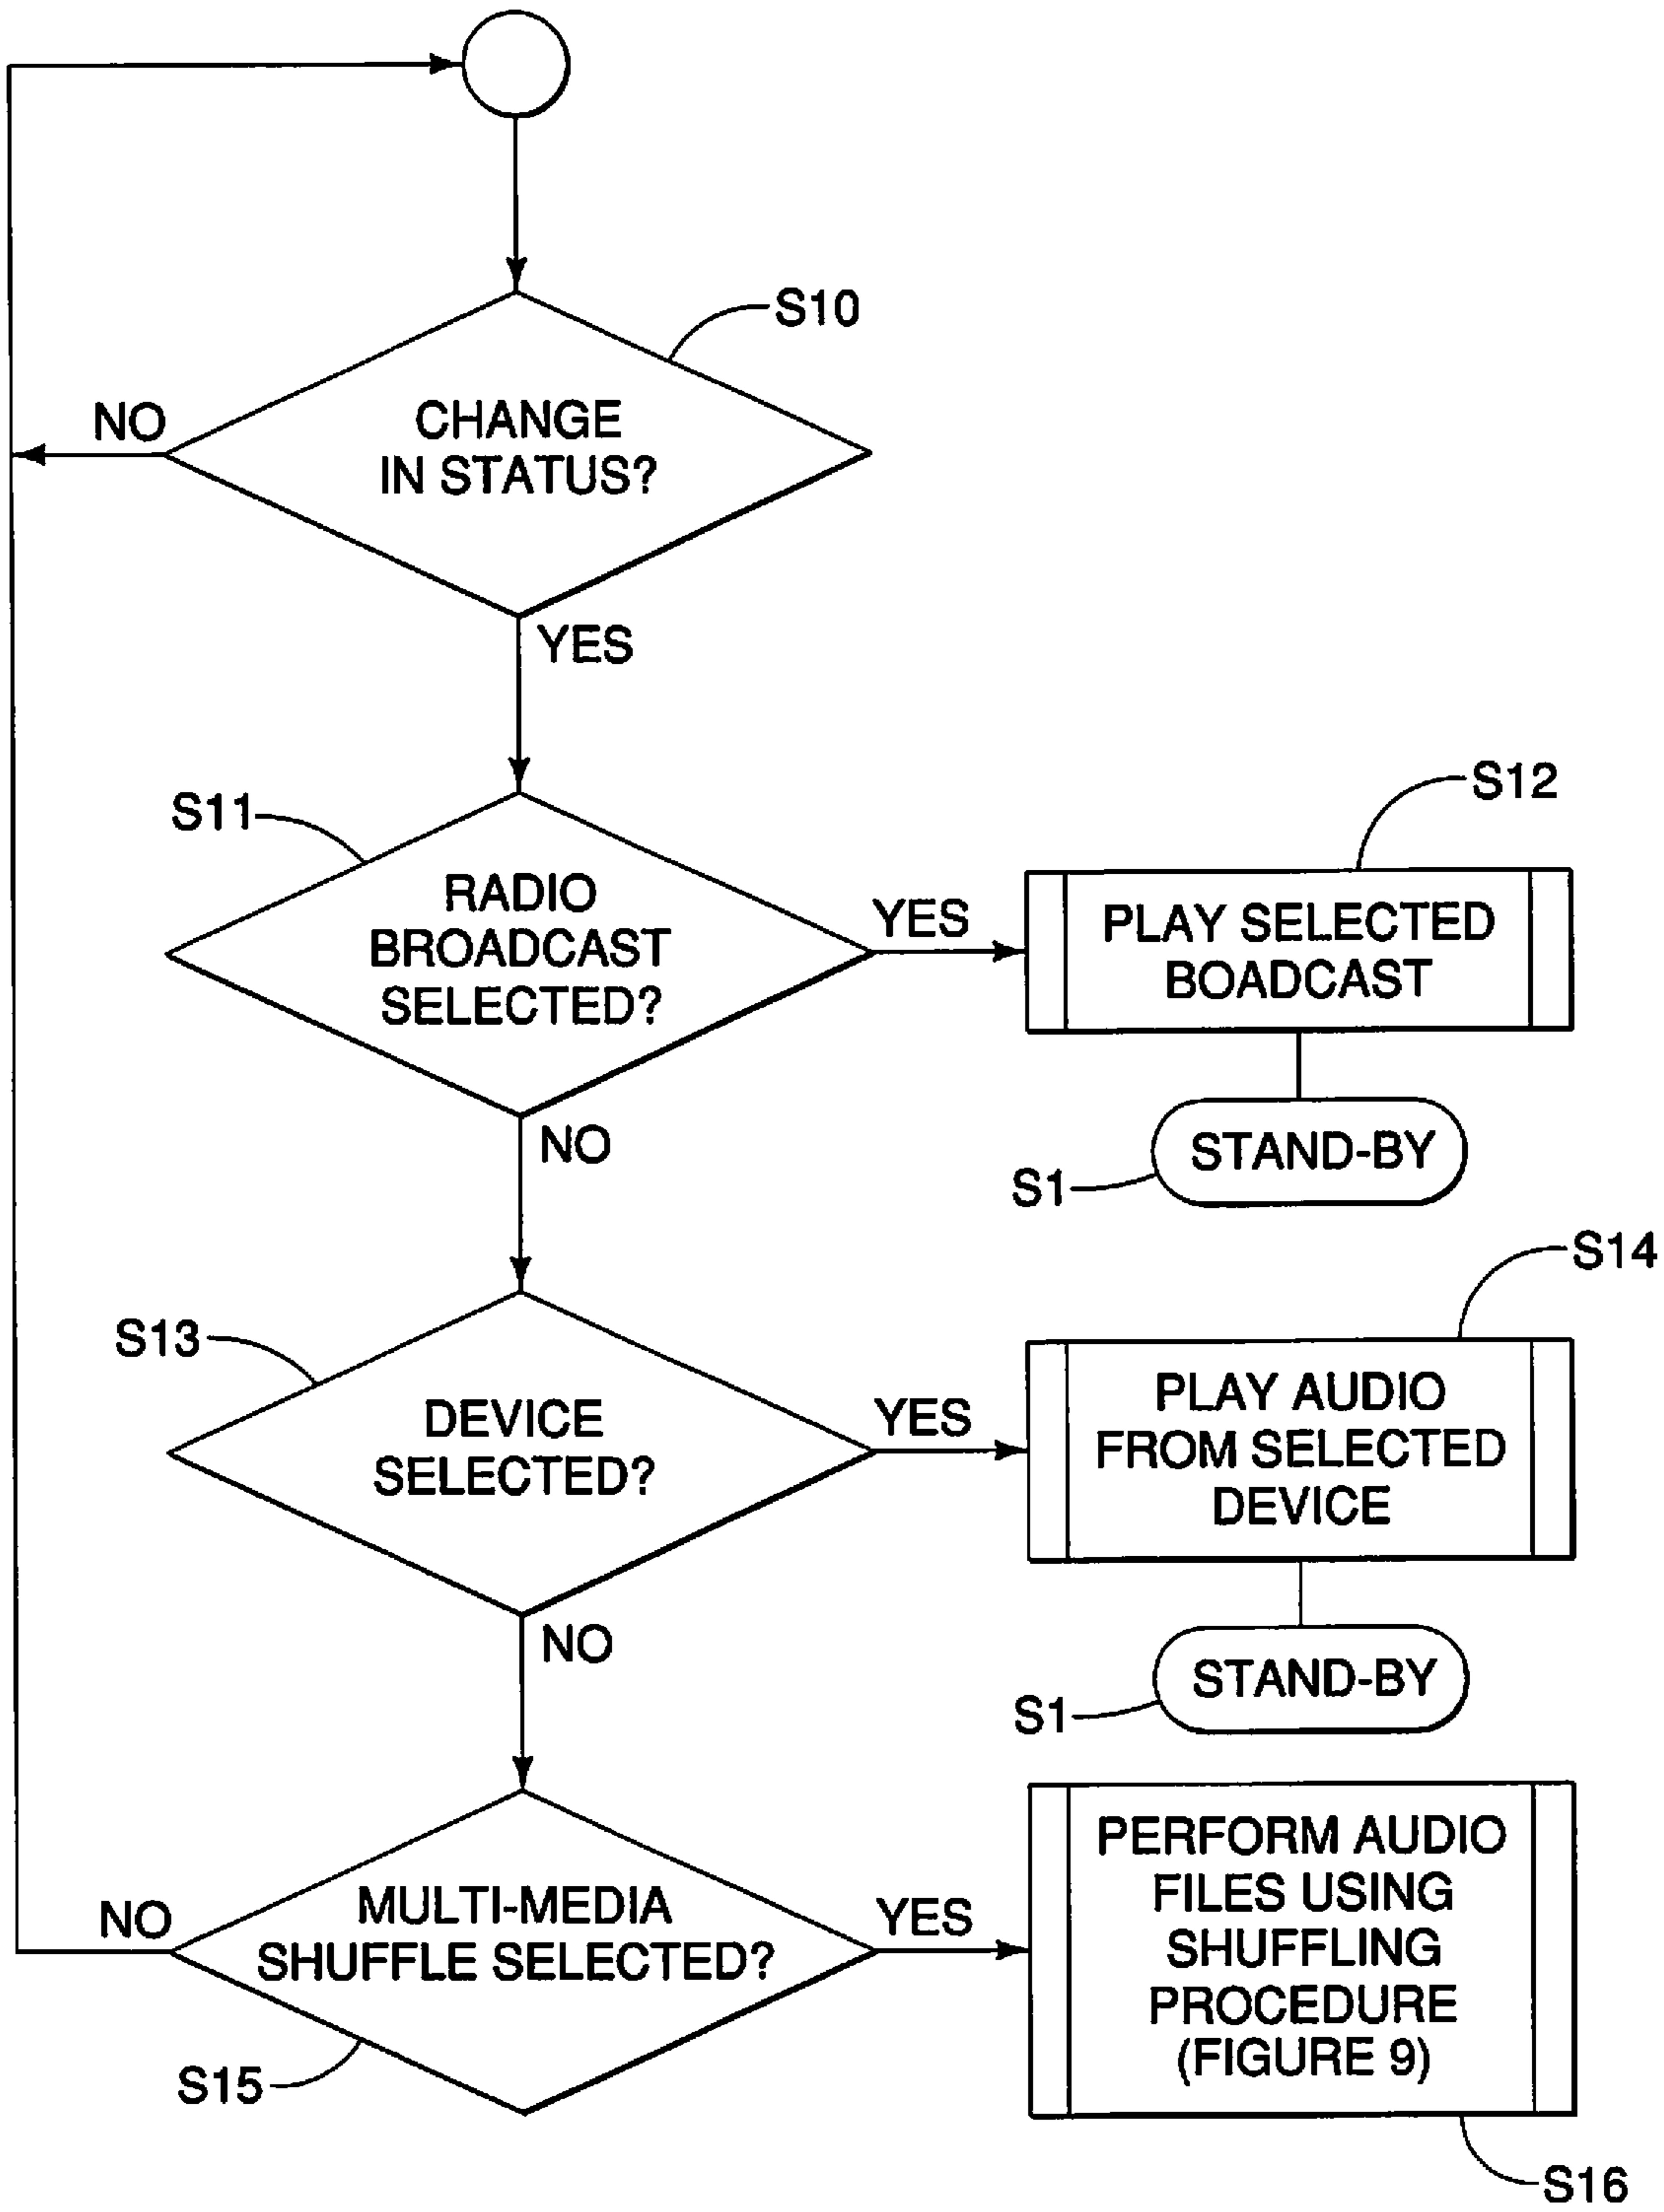 S10
CHANGE
IN STATUS?
NO
YES
S11
RADIO
BROADCAST
SELECTED?
YES
S12
PLAY SELECTED
BOADCAST
S1
STAND-BY
NO
S13
DEVICE
SELECTED?
YES
S14
PLAY AUDIO
FROM SELECTED
DEVICE
S1
STAND-BY
NO
S15
MULTI-MEDIA
SHUFFLE SELECTED?
NO
YES
PERFORM AUDIO
FILES USING
SHUFFLING
PROCEDURE
(FIGURE 9)
S16